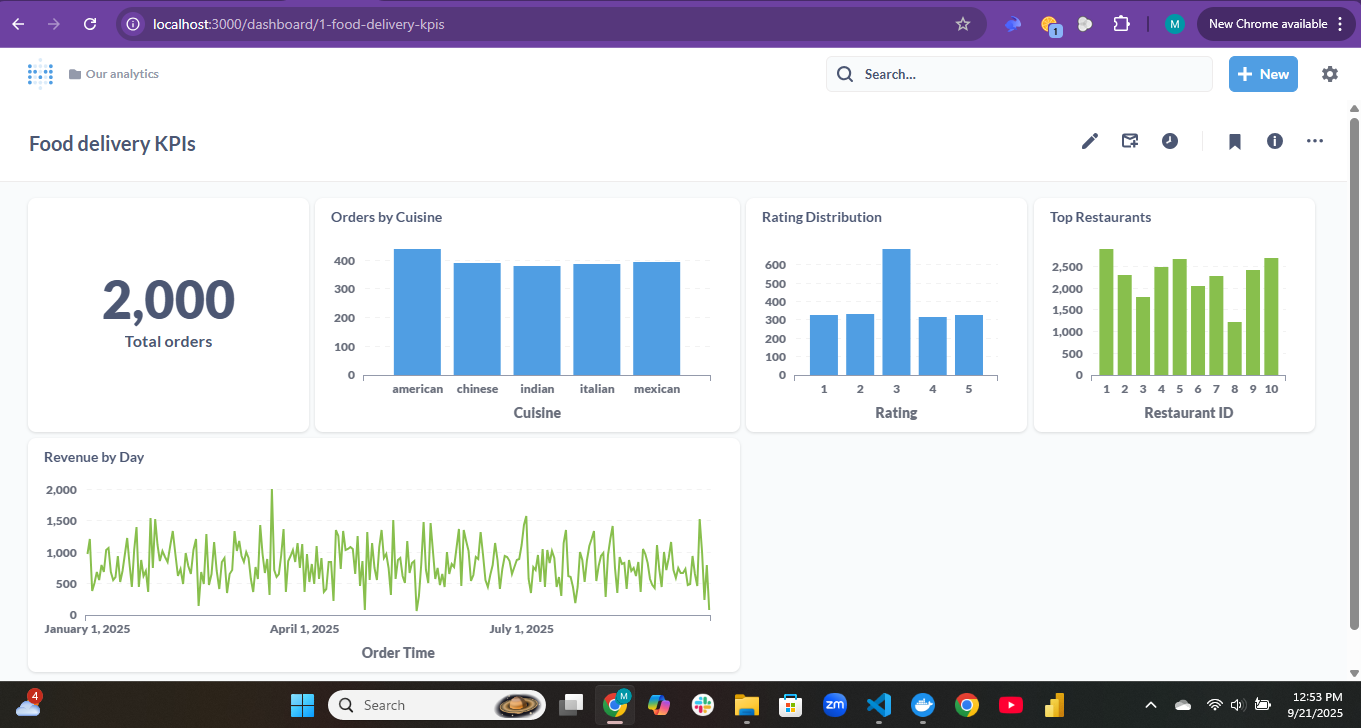 localhost:3000/dashboard/1-food-delivery-kpis
1
M
New Chrome available
Our analytics
Search...
New
Food delivery KPIs
2,000
Total orders
Orders by Cuisine
400
300
200
100
0
american chinese indian italian mexican
Cuisine
Rating Distribution
600
500
400
300
200
100
0
1 2 3 4 5
Rating
Top Restaurants
2,500
2,000
1,500
1,000
500
0
1 2 3 4 5 6 7 8 9 10
Restaurant ID
Revenue by Day
2,000
1,500
1,000
500
0
January 1, 2025 April 1, 2025 July 1, 2025
Order Time
4
Search
M
zm
12:53 PM
9/21/2025